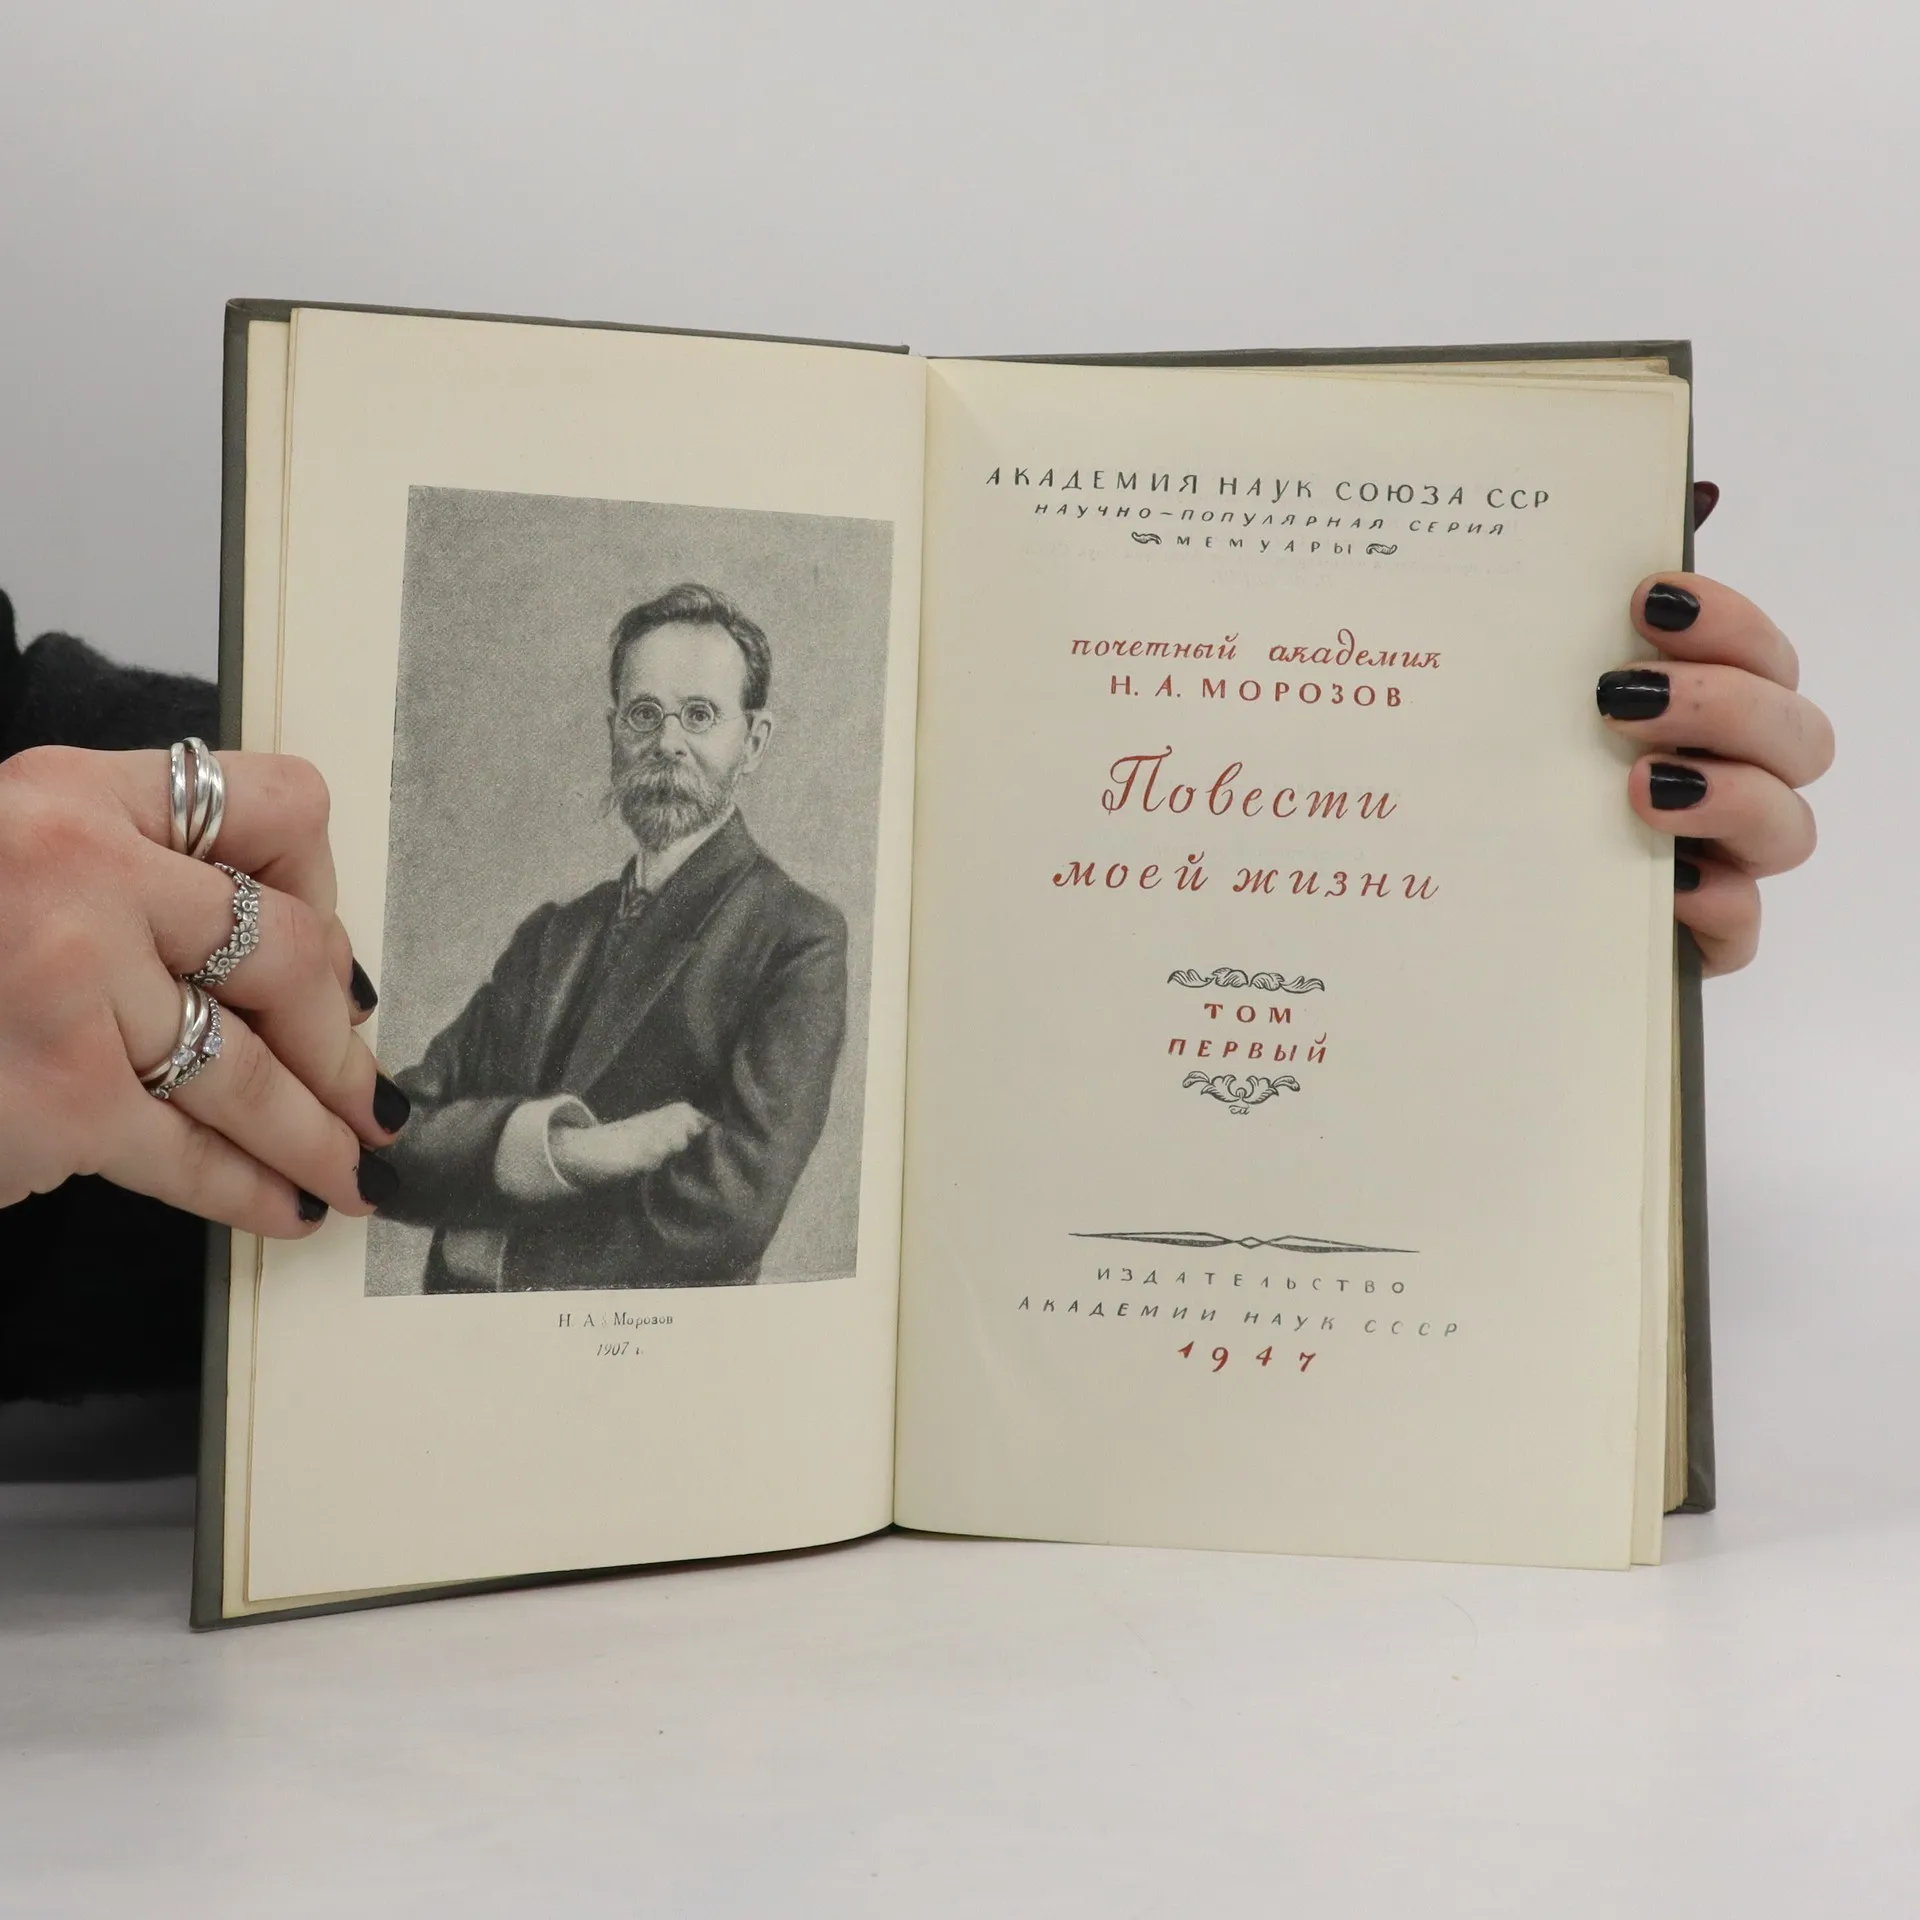 Н. А. Морозов
1907 г.
АКАДЕМИЯ НАУК СОЮЗА ССР
НАУЧНО-ПОПУЛЯРНАЯ СЕРИЯ
МЕМУАРЫ
почетный академик
Н. А. МОРОЗОВ
Повести
моей жизни
ТОМ
ПЕРВЫЙ
ИЗДАТЕЛЬСТВО
АКАДЕМИИ НАУК СССР
1947